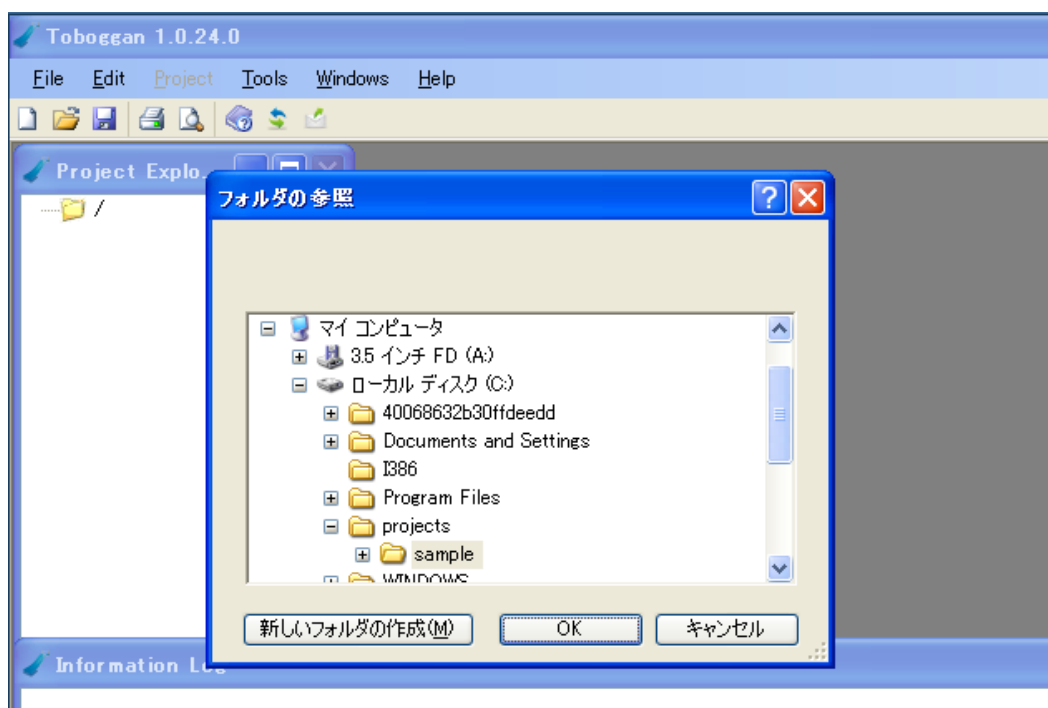 Toboggan 1.0.24.0
File Edit Project Tools Windows Help
Project Explo..
/
フォルダの参照
マイ コンピュータ
3.5 インチ FD (A:)
ローカル ディスク (C:)
40068632b30ffdeedd
Documents and Settings
I386
Program Files
projects
sample
WINDOWS
新しいフォルダの作成(M) OK キャンセル
Information Log